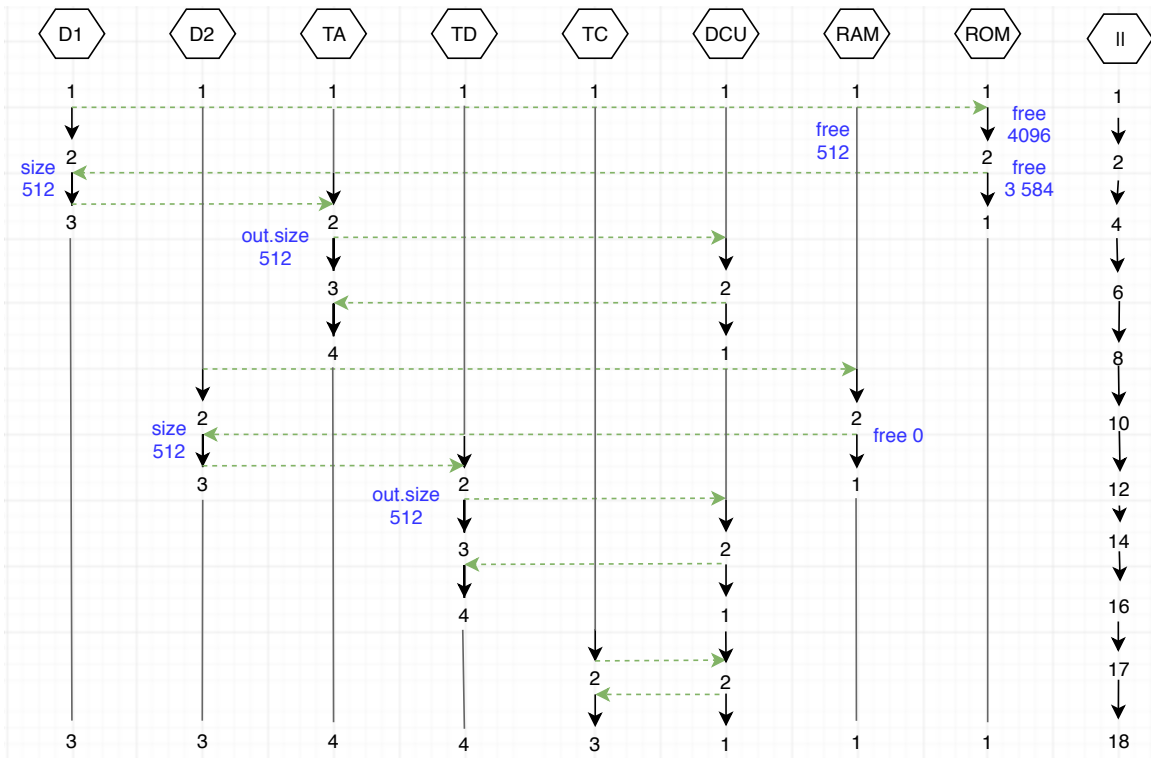 D1 D2 TA TD TC DCU RAM ROM II
1 1 1 1 1 1 1 1 1
free
4096
free
512
2 2 2
size
512
free
3 584
3 2 1 4
out.size
512
3 2 6
4 1 8
2 2 10
size
512
free 0
3 2 1 12
out.size
512
3 2 14
4 1 16
2 2 17
3 3 4 4 3 1 1 1 18